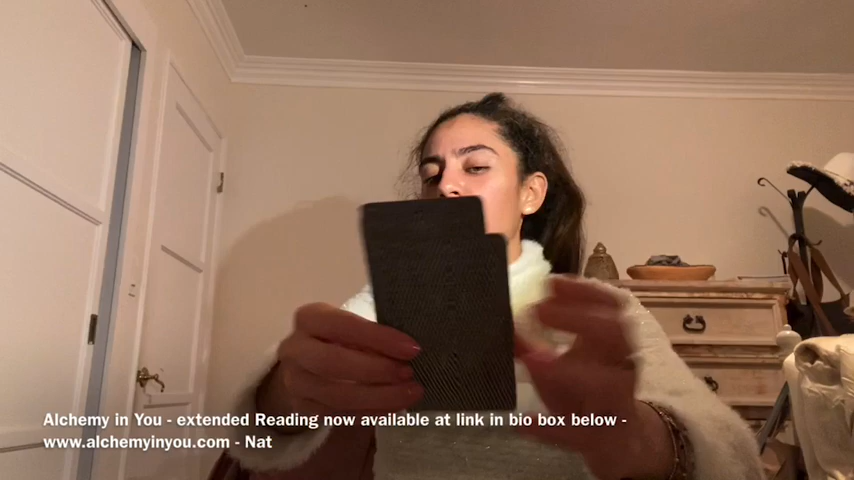 Alchemy in You - extended Reading now available at link in bio box below -
www.alchemyinyou.com - Nat